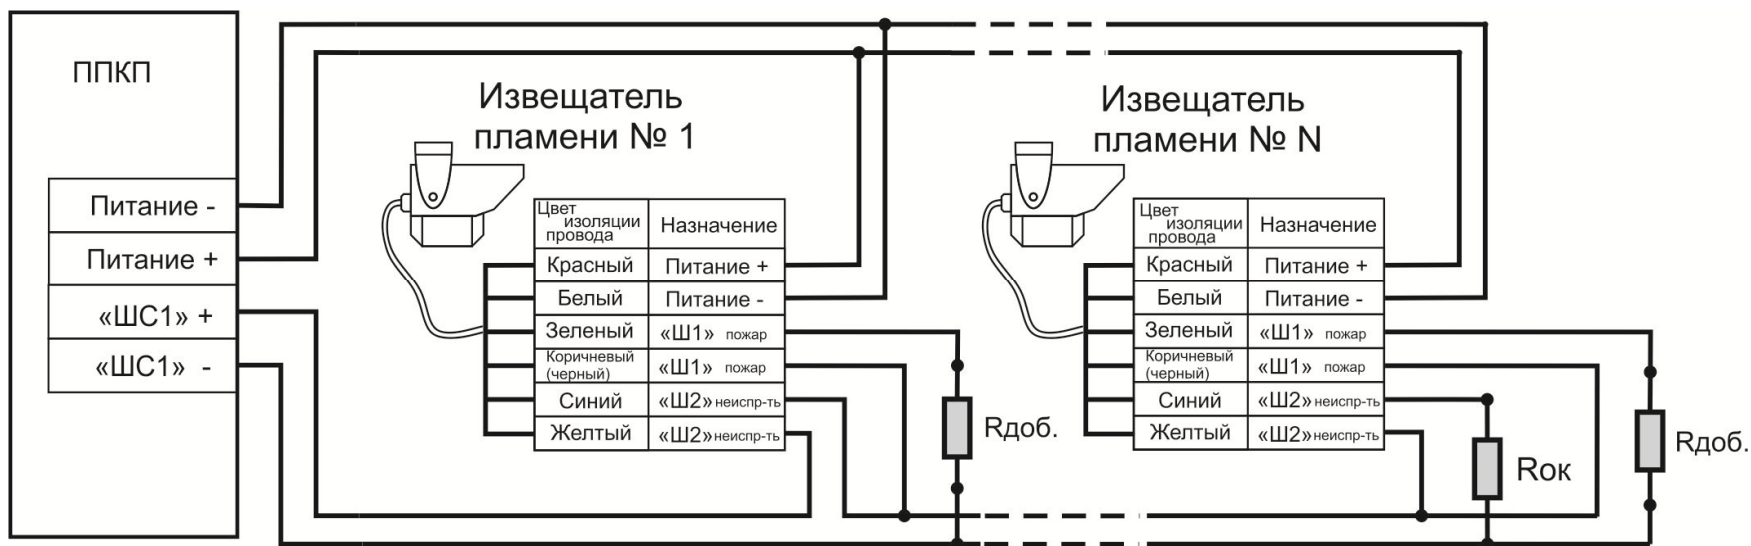 ППКП
Питание -
Питание +
«ШС1» +
«ШС1» -
Извещатель
пламени № 1
Цвет
изоляции
провода
Назначение
Красный
Питание +
Белый
Питание -
Зеленый
«Ш1» пожар
Коричневый
(черный)
«Ш1» пожар
Синий
«Ш2» неиспр-ть
Желтый
«Ш2» неиспр-ть
Rдоб.
Извещатель
пламени № N
Цвет
изоляции
провода
Назначение
Красный
Питание +
Белый
Питание -
Зеленый
«Ш1» пожар
Коричневый
(черный)
«Ш1» пожар
Синий
«Ш2» неиспр-ть
Желтый
«Ш2» неиспр-ть
Rок
Rдоб.